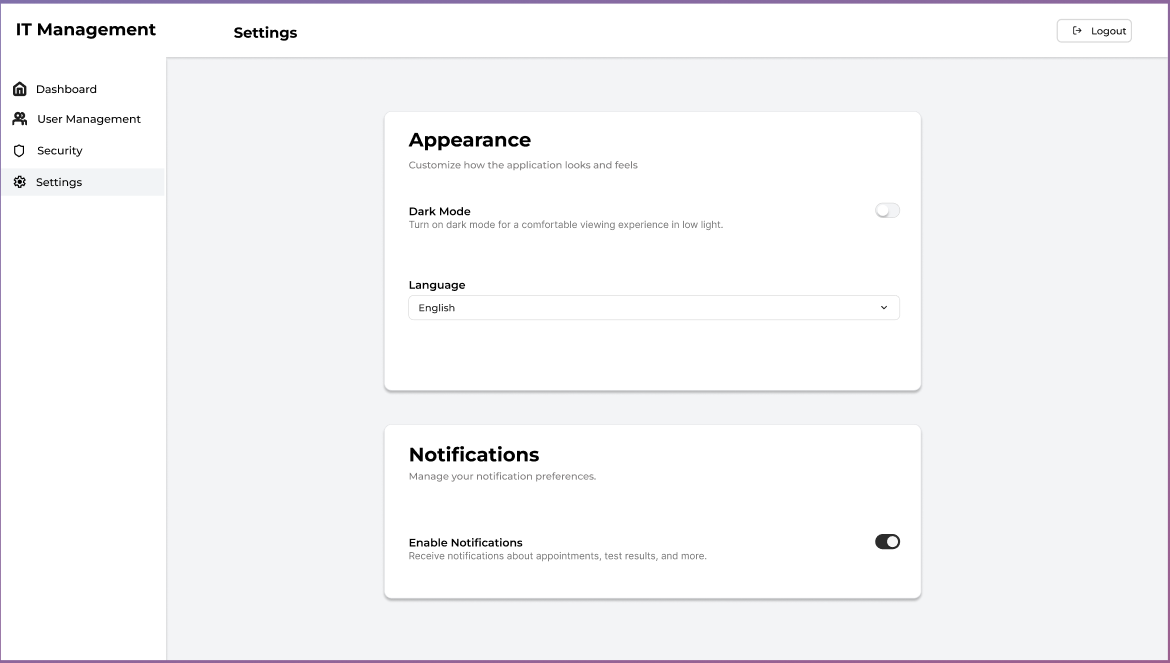 IT Management
Settings
Logout
Dashboard
User Management
Security
Settings
Appearance
Customize how the application looks and feels
Dark Mode
Turn on dark mode for a comfortable viewing experience in low light.
Language
English
Notifications
Manage your notification preferences.
Enable Notifications
Receive notifications about appointments, test results, and more.